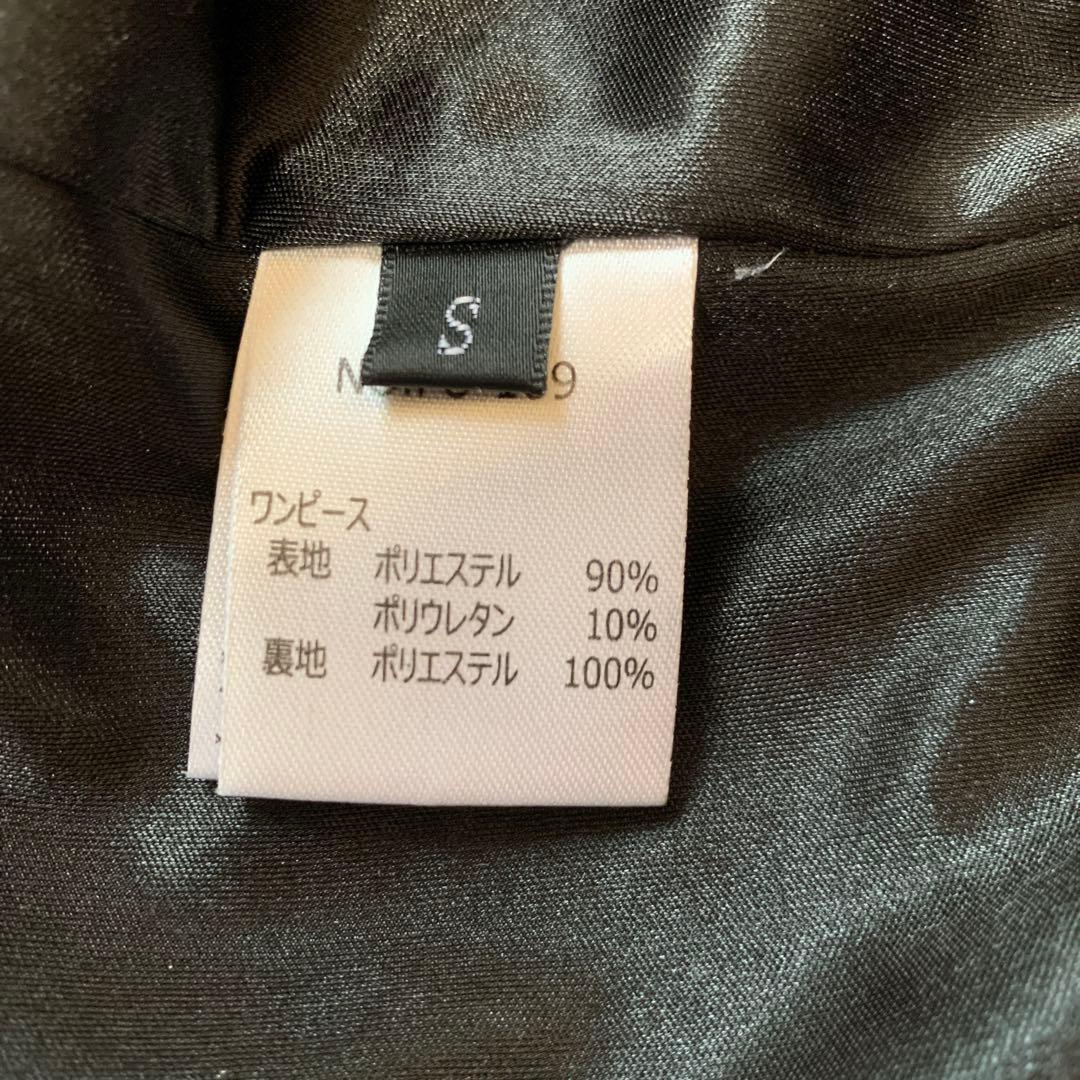 S
ワンピース
表地 ポリエステル 90%
ポリウレタン 10%
裏地 ポリエステル 100%